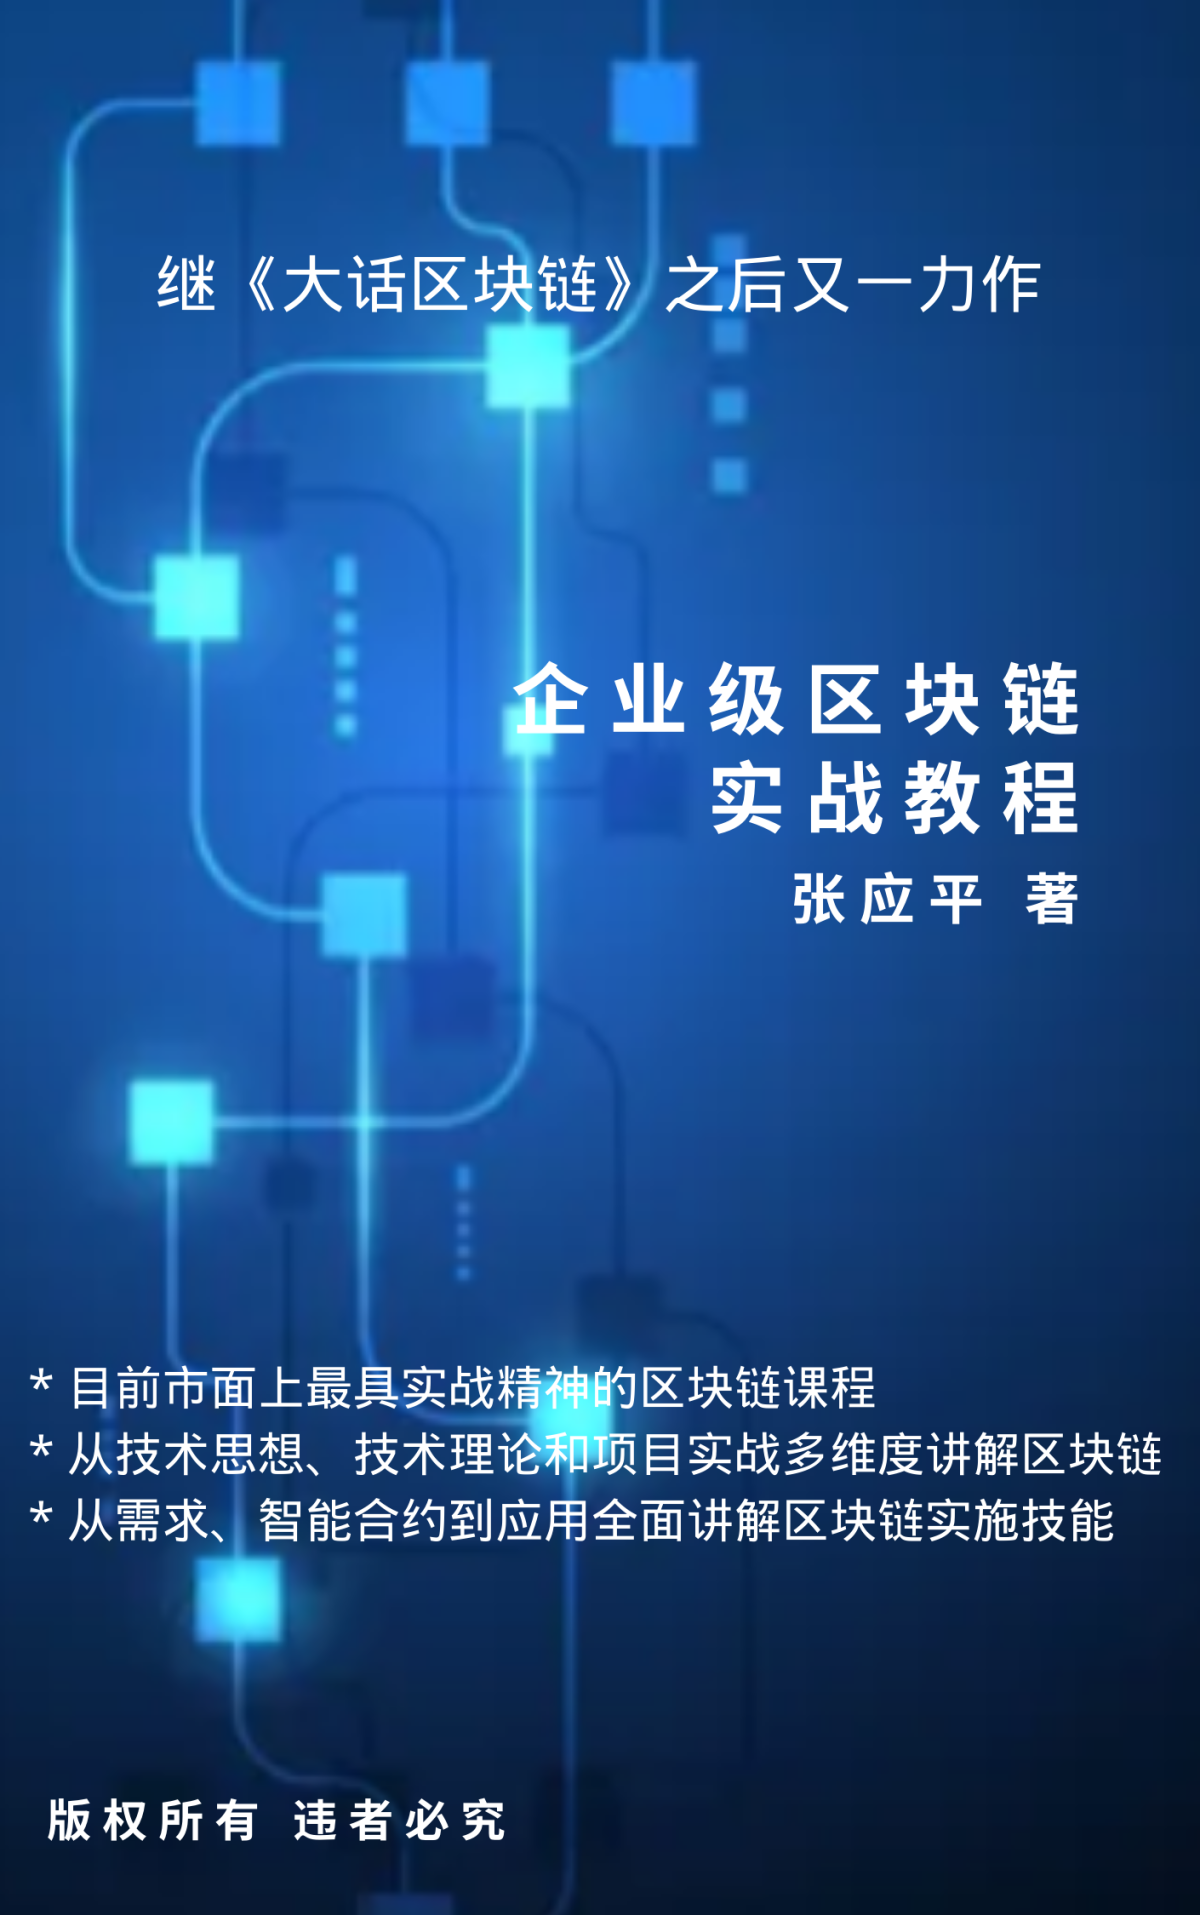 继《大话区块链》之后又一力作
企业级区块链
实战教程
张应平 著
* 目前市面上最具实战精神的区块链课程
* 从技术思想、技术理论和项目实战多维度讲解区块链
* 从需求、智能合约到应用全面讲解区块链实施技能
版权所有 违者必究